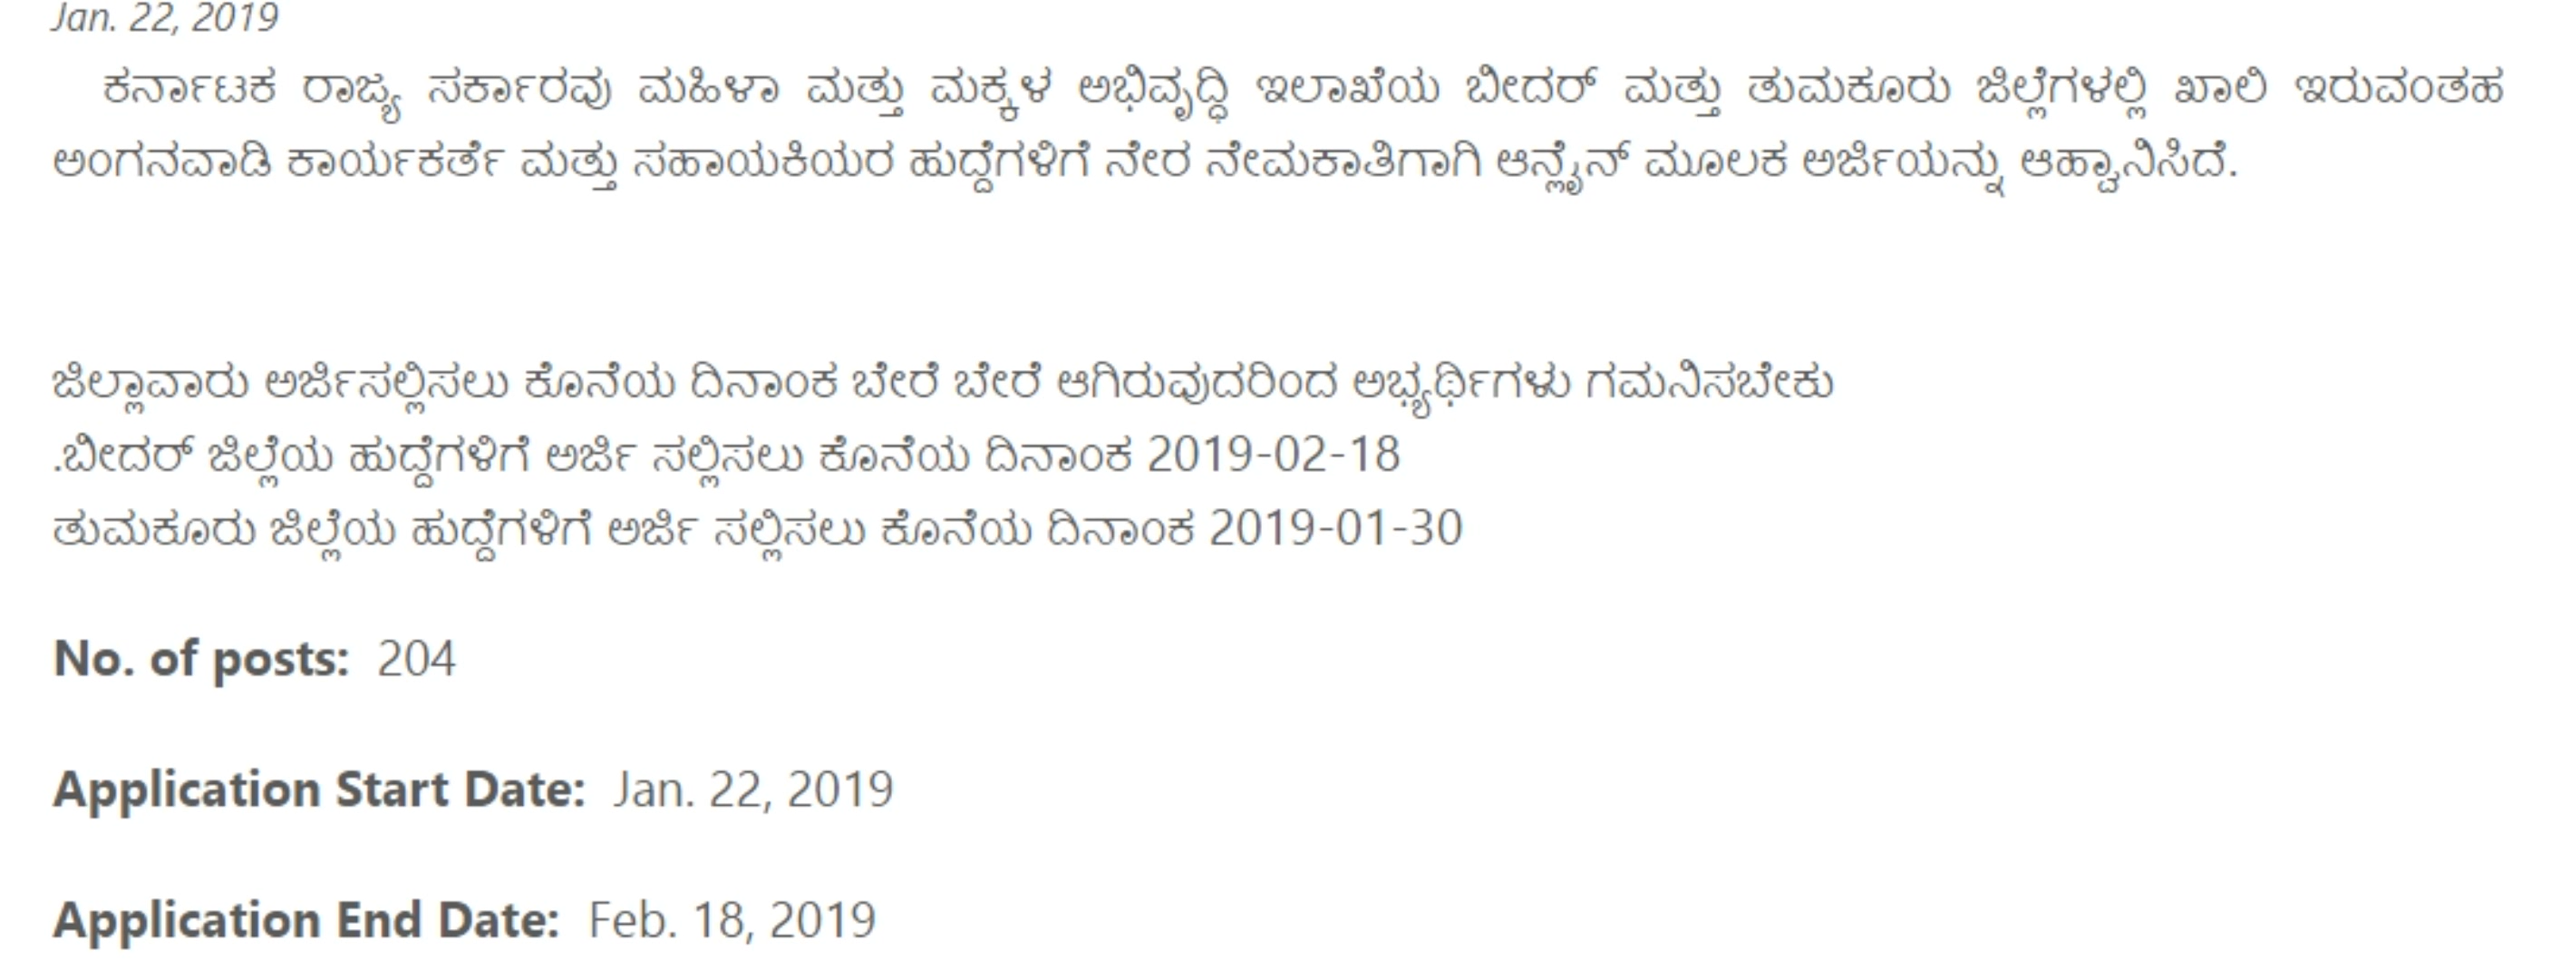 Jan. 22, 2019
ಕರ್ನಾಟಕ ರಾಜ್ಯ ಸರ್ಕಾರವು ಮಹಿಳಾ ಮತ್ತು ಮಕ್ಕಳ ಅಭಿವೃದ್ಧಿ ಇಲಾಖೆಯ ಬೀದರ್ ಮತ್ತು ತುಮಕೂರು ಜಿಲ್ಲೆಗಳಲ್ಲಿ ಖಾಲಿ ಇರುವಂತಹ
ಅಂಗನವಾಡಿ ಕಾರ್ಯಕರ್ತೆ ಮತ್ತು ಸಹಾಯಕಿಯರ ಹುದ್ದೆಗಳಿಗೆ ನೇರ ನೇಮಕಾತಿಗಾಗಿ ಆನ್ಲೈನ್ ಮೂಲಕ ಅರ್ಜಿಯನ್ನು ಆಹ್ವಾನಿಸಿದೆ.
ಜಿಲ್ಲಾವಾರು ಅರ್ಜಿಸಲ್ಲಿಸಲು ಕೊನೆಯ ದಿನಾಂಕ ಬೇರೆ ಬೇರೆ ಆಗಿರುವುದರಿಂದ ಅಭ್ಯರ್ಥಿಗಳು ಗಮನಿಸಬೇಕು
.ಬೀದರ್ ಜಿಲ್ಲೆಯ ಹುದ್ದೆಗಳಿಗೆ ಅರ್ಜಿ ಸಲ್ಲಿಸಲು ಕೊನೆಯ ದಿನಾಂಕ 2019-02-18
ತುಮಕೂರು ಜಿಲ್ಲೆಯ ಹುದ್ದೆಗಳಿಗೆ ಅರ್ಜಿ ಸಲ್ಲಿಸಲು ಕೊನೆಯ ದಿನಾಂಕ 2019-01-30
No. of posts: 204
Application Start Date: Jan. 22, 2019
Application End Date: Feb. 18, 2019